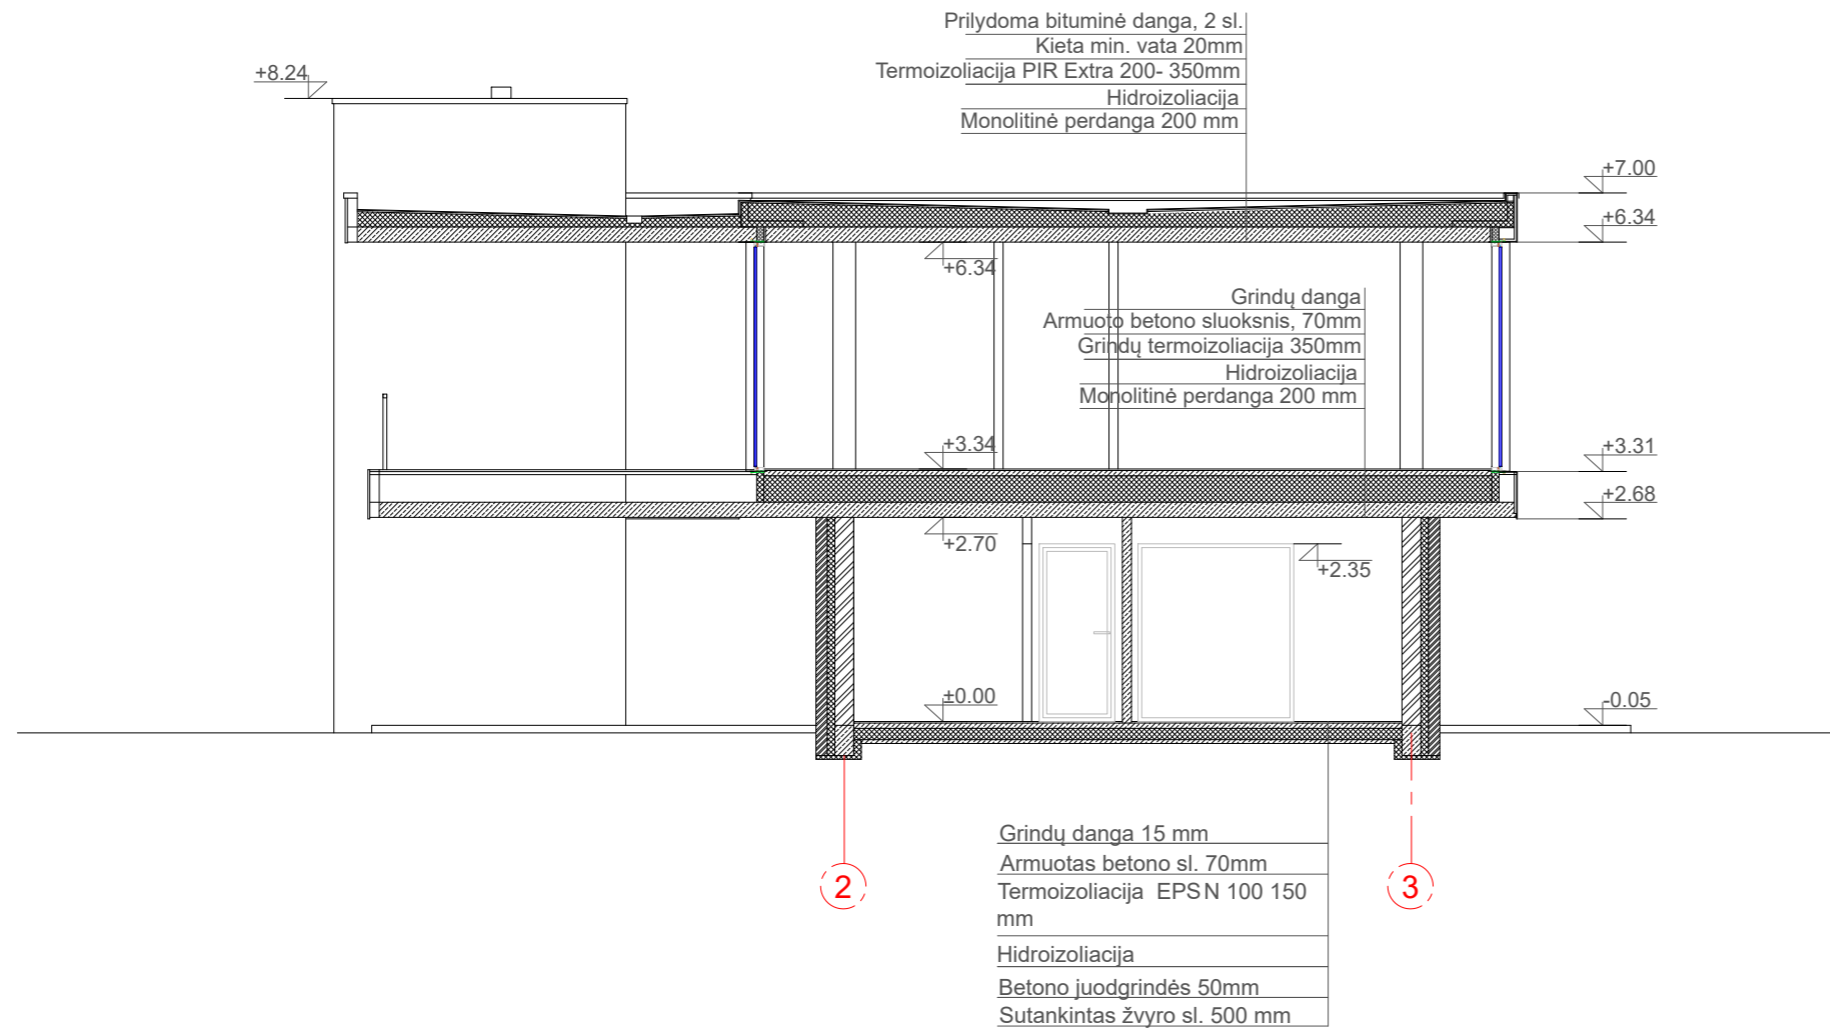 Prilydoma bituminė danga, 2 sl.
Kieta min. vata 20mm
Termoizoliacija PIR Extra 200- 350mm
Hidroizoliacija
Monolitinė perdanga 200 mm
+8.24
+7.00
+6.34
+6.34
Grindų danga
Armuoto betono sluoksnis, 70mm
Grindų termoizoliacija 350mm
Hidroizoliacija
Monolitinė perdanga 200 mm
+3.34
+3.31
+2.68
+2.70
+2.35
±0.00
-0.05
2
3
Grindų danga 15 mm
Armuotas betono sl. 70mm
Termoizoliacija EPS N 100 150
mm
Hidroizoliacija
Betono juodgrindės 50mm
Sutankintas žvyro sl. 500 mm